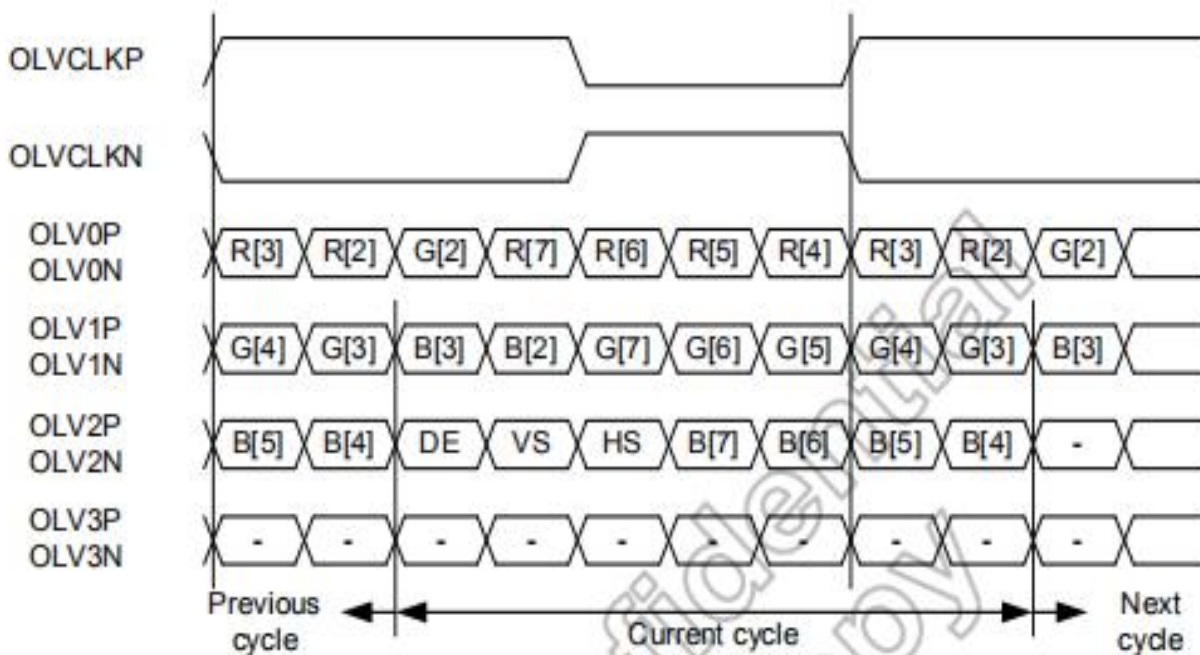 OLVCLKP
OLVCLKN
OLV0P
OLV0N
R[3] R[2] G[2] R[7] R[6] R[5] R[4] R[3] R[2] G[2]
OLV1P
OLV1N
G[4] G[3] B[3] B[2] G[7] G[6] G[5] G[4] G[3] B[3]
OLV2P
OLV2N
B[5] B[4] DE VS HS B[7] B[6] B[5] B[4] -
OLV3P
OLV3N
- - - - - - - - - -
Previous
cycle
Current cycle
Next
cycle